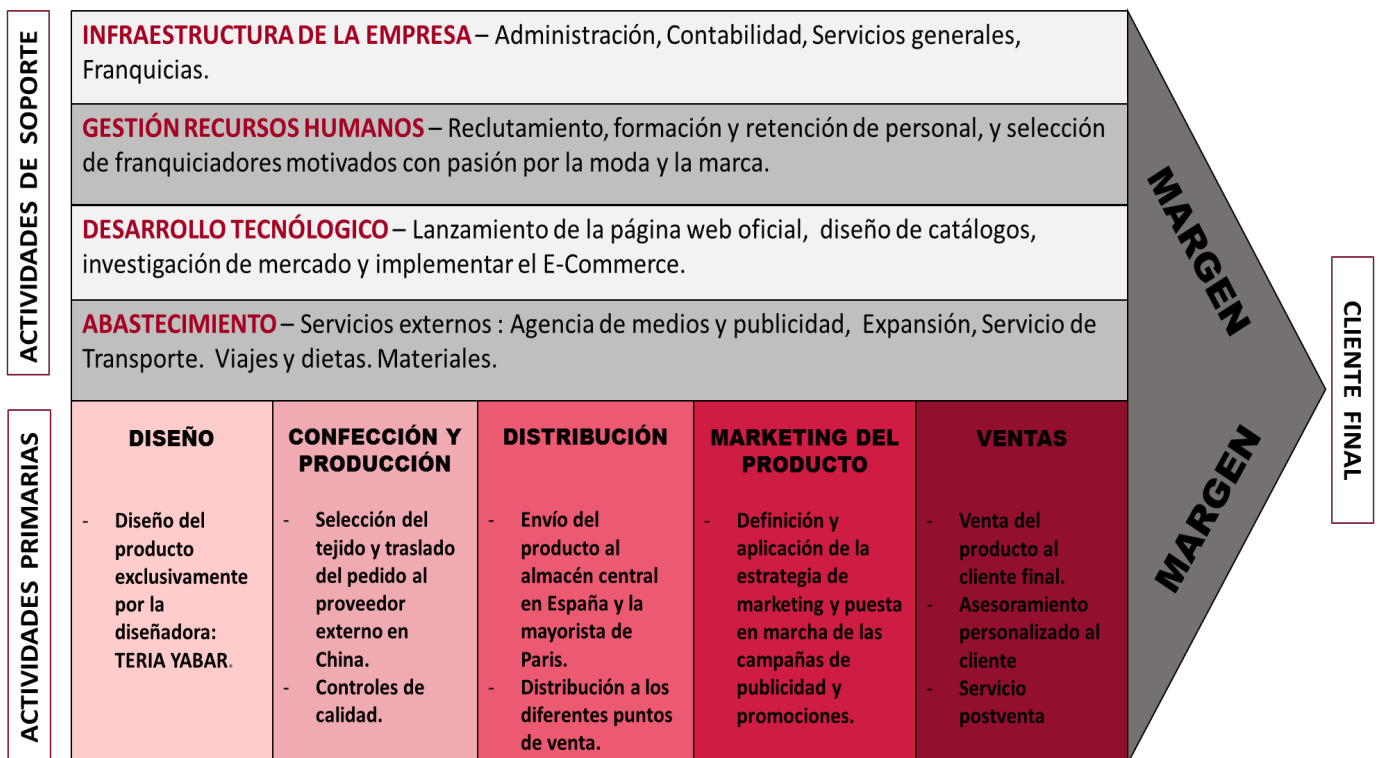 ACTIVIDADES DE SOPORTE
INFRAESTRUCTURA DE LA EMPRESA – Administración, Contabilidad, Servicios generales,
Franquicias.
GESTIÓN RECURSOS HUMANOS – Reclutamiento, formación y retención de personal, y selección
de franquiciadores motivados con pasión por la moda y la marca.
DESARROLLO TECNÓLOGICO – Lanzamiento de la página web oficial, diseño de catálogos,
investigación de mercado y implementar el E-Commerce.
ABASTECIMIENTO – Servicios externos : Agencia de medios y publicidad, Expansión, Servicio de
Transporte. Viajes y dietas. Materiales.
ACTIVIDADES PRIMARIAS
DISEÑO
- Diseño del
producto
exclusivamente
por la
diseñadora:
TERIA YABAR.
CONFECCIÓN Y
PRODUCCIÓN
- Selección del
tejido y traslado
del pedido al
proveedor
externo en
China.
- Controles de
calidad.
DISTRIBUCIÓN
- Envío del
producto al
almacén central
en España y la
mayorista de
Paris.
- Distribución a los
diferentes puntos
de venta.
MARKETING DEL
PRODUCTO
- Definición y
aplicación de la
estrategia de
marketing y puesta
en marcha de las
campañas de
publicidad y
promociones.
VENTAS
- Venta del
producto al
cliente final.
- Asesoramiento
personalizado al
cliente
- Servicio
postventa
MARGEN
MARGEN
CLIENTE FINAL